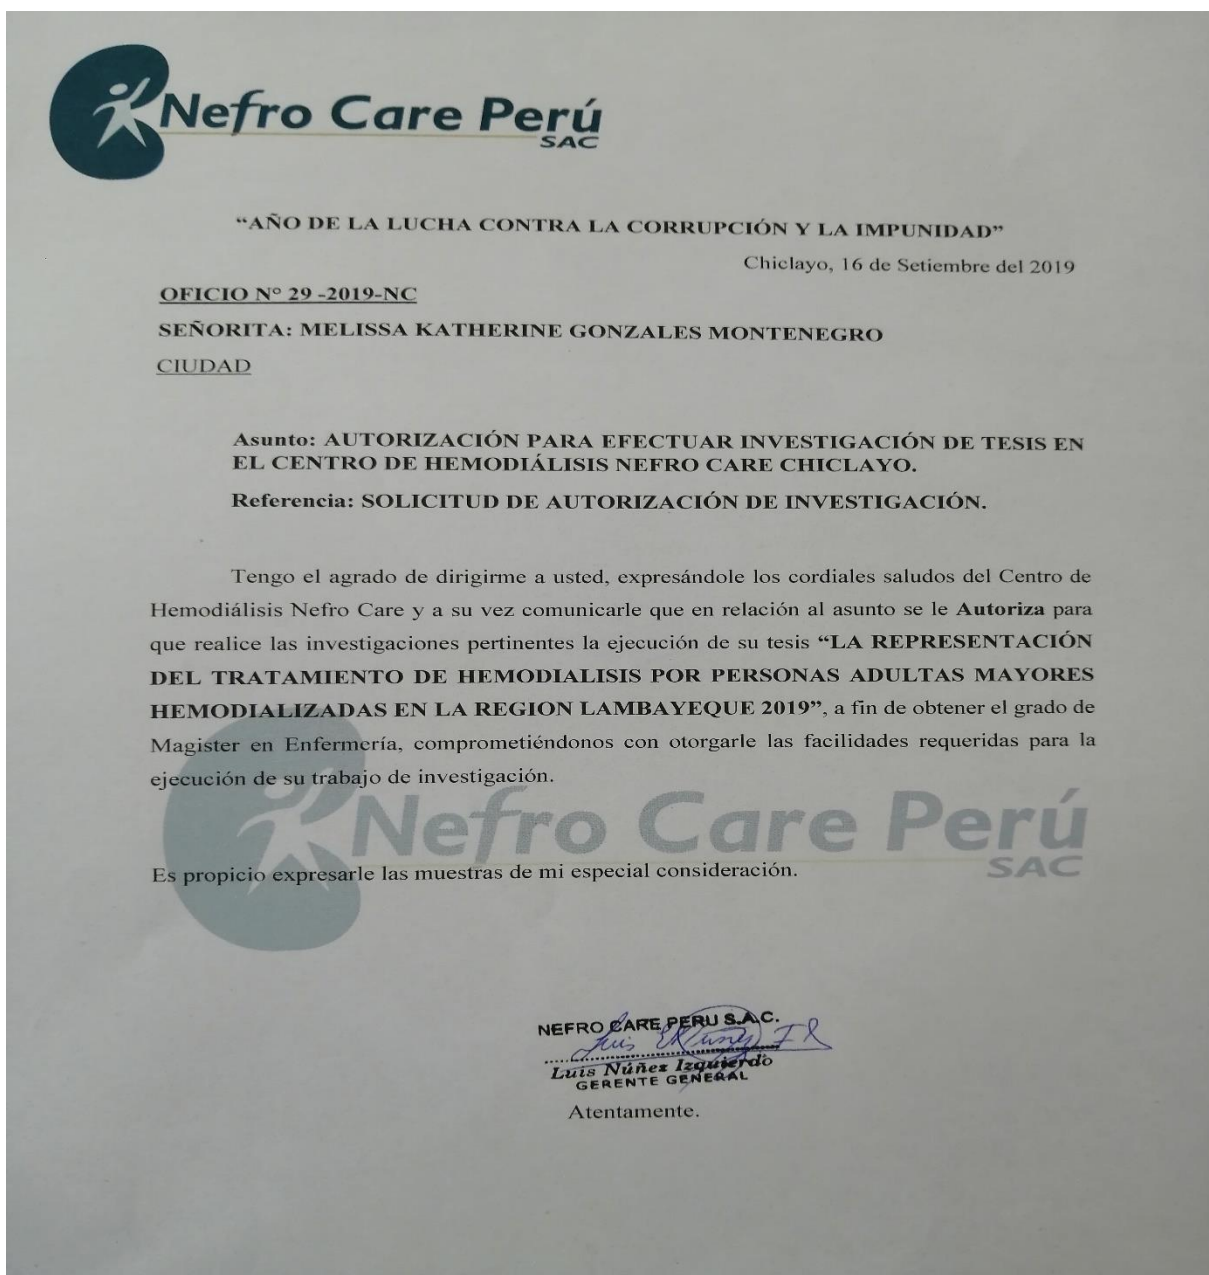 Nefro Care Perú
SAC
“AÑO DE LA LUCHA CONTRA LA CORRUPCIÓN Y LA IMPUNIDAD”
Chiclayo, 16 de Setiembre del 2019
OFICIO Nº 29 -2019-NC
SEÑORITA: MELISSA KATHERINE GONZALES MONTENEGRO
CIUDAD
Asunto: AUTORIZACIÓN PARA EFECTUAR INVESTIGACIÓN DE TESIS EN
EL CENTRO DE HEMODIÁLISIS NEFRO CARE CHICLAYO.
Referencia: SOLICITUD DE AUTORIZACIÓN DE INVESTIGACIÓN.
Tengo el agrado de dirigirme a usted, expresándole los cordiales saludos del Centro de
Hemodiálisis Nefro Care y a su vez comunicarle que en relación al asunto se le Autoriza para
que realice las investigaciones pertinentes la ejecución de su tesis “LA REPRESENTACIÓN
DEL TRATAMIENTO DE HEMODIALISIS POR PERSONAS ADULTAS MAYORES
HEMODIALIZADAS EN LA REGION LAMBAYEQUE 2019”, a fin de obtener el grado de
Magister en Enfermería, comprometiéndonos con otorgarle las facilidades requeridas para la
ejecución de su trabajo de investigación.
Nefro Care Perú
SAC
Es propicio expresarle las muestras de mi especial consideración.
NEFRO CARE PERU S.A.C.
Luis Núñez Izquierdo
GERENTE GENERAL
Atentamente.